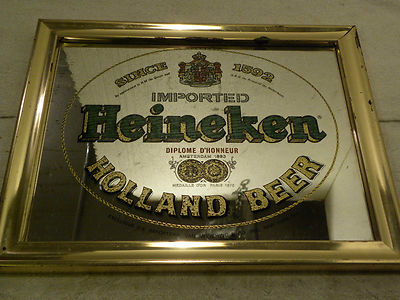 SINCE 1592
IMPORTED
Heineken
DIPLOME D'HONNEUR
AMSTERDAM 1883
MEDAILLE D'OR PARIS 1875
HOLLAND BEER